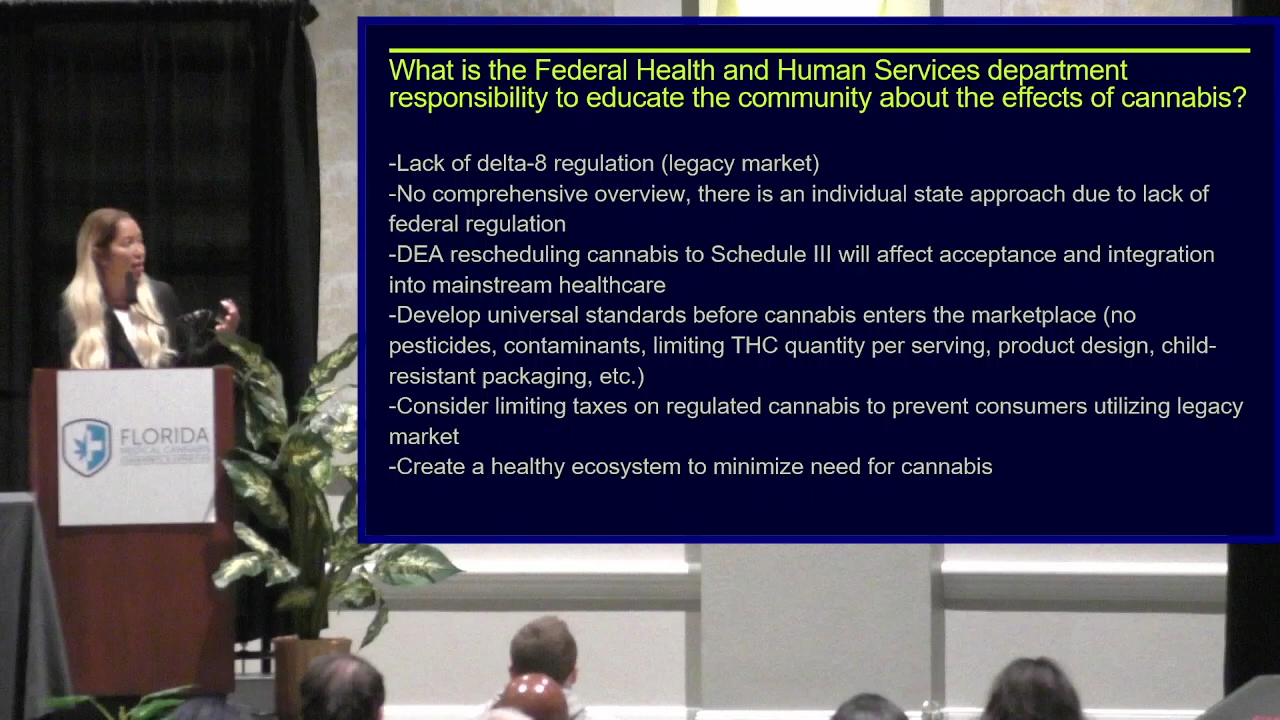 What is the Federal Health and Human Services department
responsibility to educate the community about the effects of cannabis?
-Lack of delta-8 regulation (legacy market)
-No comprehensive overview, there is an individual state approach due to lack of
federal regulation
-DEA rescheduling cannabis to Schedule III will affect acceptance and integration
into mainstream healthcare
-Develop universal standards before cannabis enters the marketplace (no
pesticides, contaminants, limiting THC quantity per serving, product design, child-
resistant packaging, etc.)
-Consider limiting taxes on regulated cannabis to prevent consumers utilizing legacy
market
-Create a healthy ecosystem to minimize need for cannabis
FLORIDA
MEDICAL CANNABIS